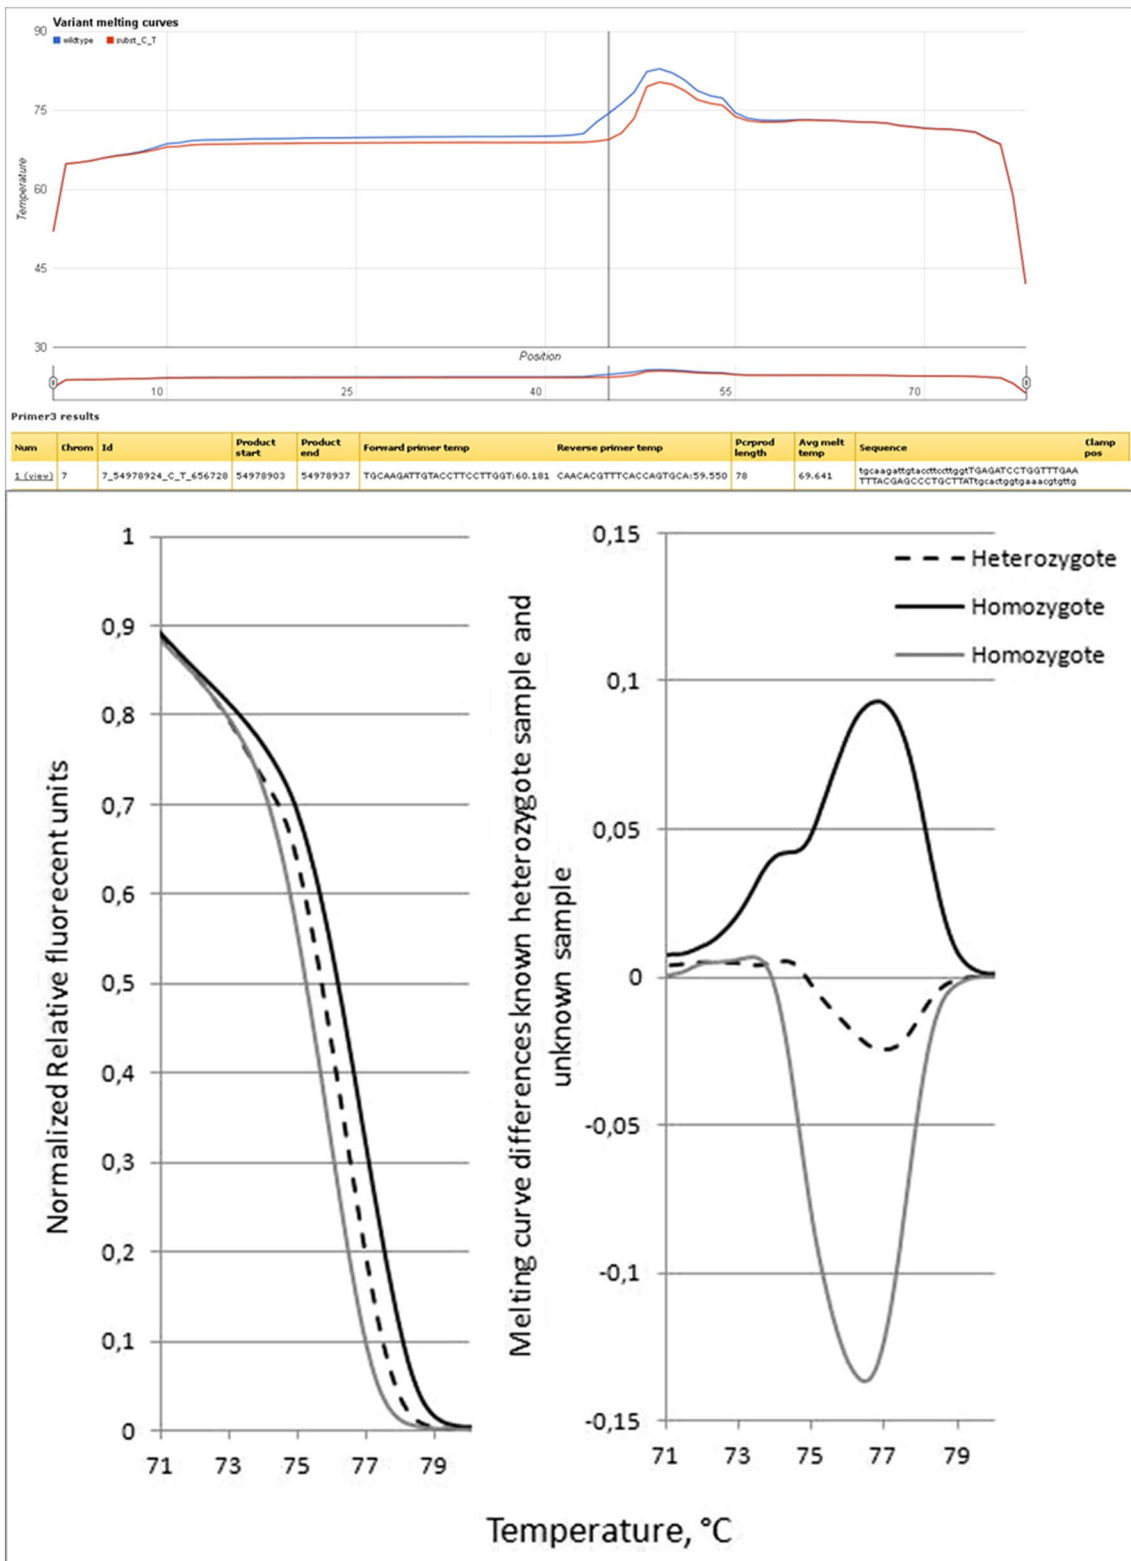 Variant melting curves
wildtype subst_C_T
90
75
60
45
30
Temperature
Position
10 25 40 55 70
Primer3 results
Num Chrom Id Product start Product end Forward primer temp Reverse primer temp Pcrprod length Avg melt temp Sequence Clamp pos
1 (view) 7 7_54978924_C_T_656728 54978903 54978937 TGCAAGATTGTACCTTCCTTGGT:60.181 CAACACGTTTCACCAGTGCA:59.550 78 69.641 tgcaagattgtaccttccttggtTGAGATCCTGGTTTGAA
TTTACGAGCCCTGCTTATtgcactggtgaaacgtgttg
Normalized Relative fluorecent units
1
0,9
0,8
0,7
0,6
0,5
0,4
0,3
0,2
0,1
0
71 73 75 77 79
Melting curve differences known heterozygote sample and
unknown sample
0,15
0,1
0,05
0
-0,05
-0,1
-0,15
71 73 75 77 79
Heterozygote
Homozygote
Homozygote
Temperature, °C